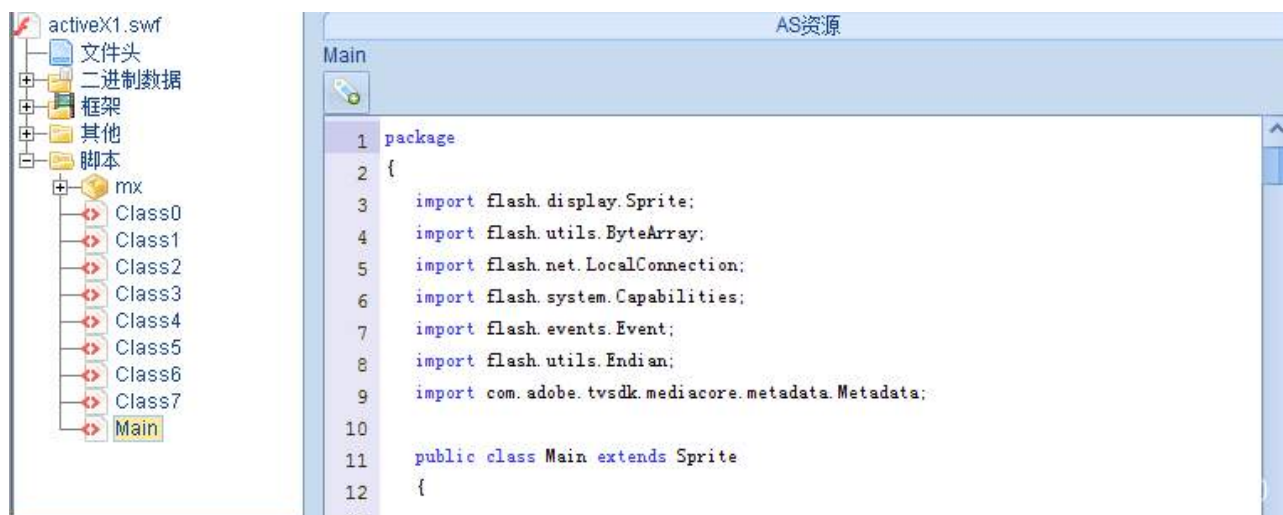 activeX1.swf
文件头
二进制数据
框架
其他
脚本
mx
Class0
Class1
Class2
Class3
Class4
Class5
Class6
Class7
Main
AS资源
Main
1 package
2 {
3 import flash.display.Sprite;
4 import flash.utils.ByteArray;
5 import flash.net.LocalConnection;
6 import flash.system.Capabilities;
7 import flash.events.Event;
8 import flash.utils.Endian;
9 import com.adobe.tvsdk.mediacore.metadata.Metadata;
10
11 public class Main extends Sprite
12 {